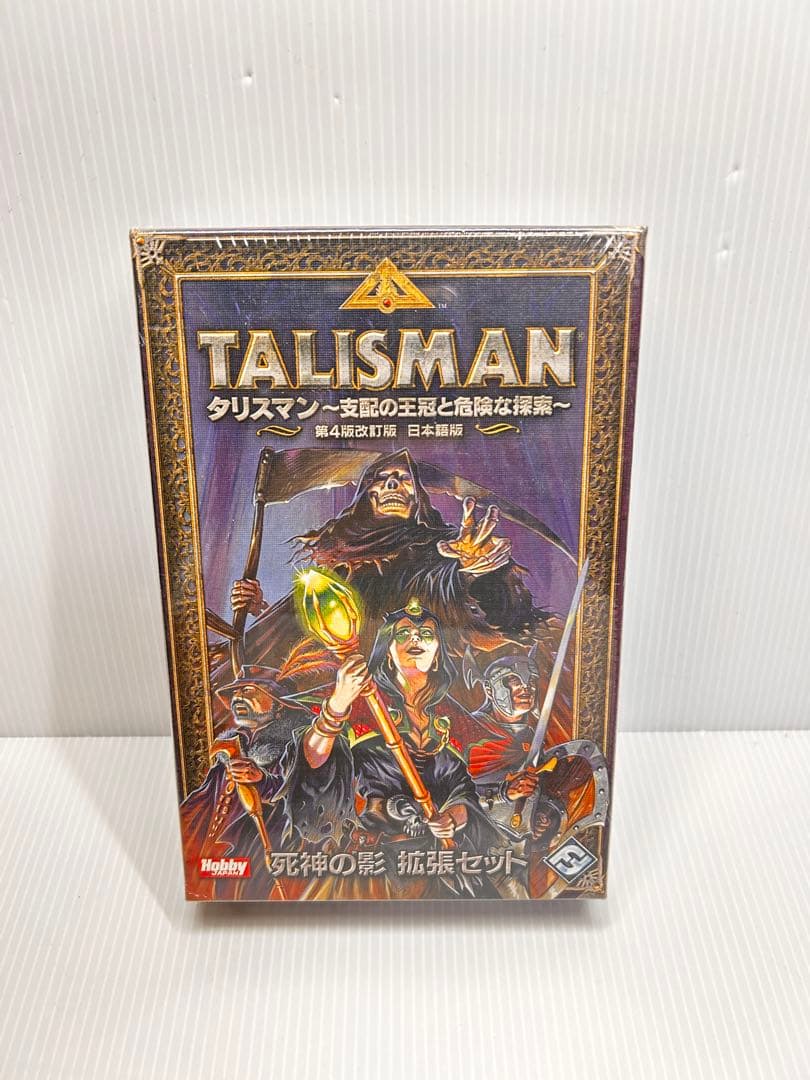 TM
TALISMAN®
タリスマン～支配の王冠と危険な探索～
第4版改訂版 日本語版
死神の影 拡張セット
Hobby
JAPAN